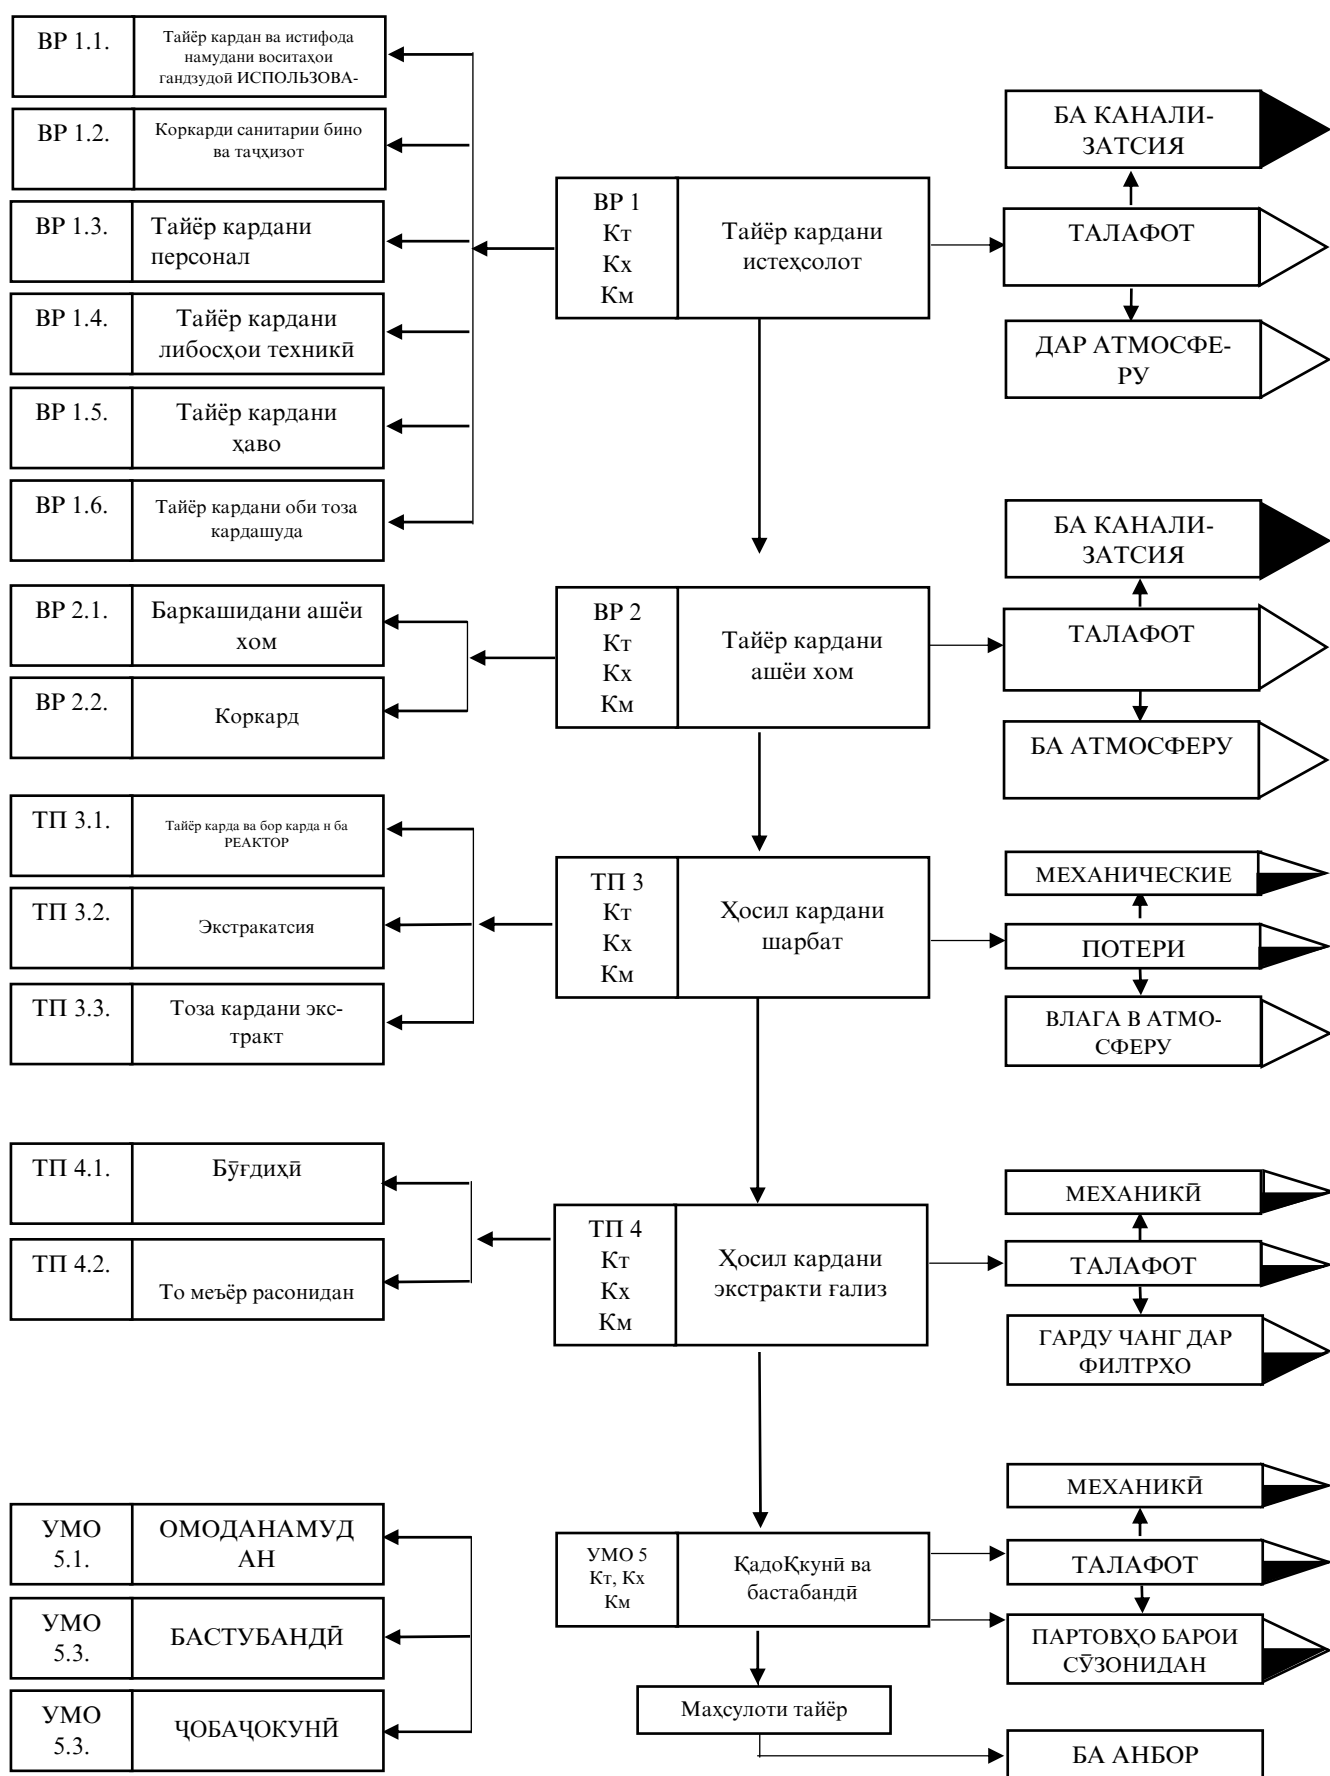 ВР 1.1.
Тайёр кардан ва истифода
намудани воситаҳои
гандзудоӣ ИСПОЛЬЗОВА-
ВР 1.2.
Коркарди санитарии бино
ва таҷҳизот
ВР 1.3.
Тайёр кардани
персонал
ВР 1.4.
Тайёр кардани
либосҳои техникӣ
ВР 1.5.
Тайёр кардани
ҳаво
ВР 1.6.
Тайёр кардани оби тоза
кардашуда
ВР 1
Кт
Кх
Км
Тайёр кардани
истеҳсолот
БА КАНАЛИ-
ЗАТСИЯ
ТАЛАФОТ
ДАР АТМОСФЕ-
РУ
ВР 2.1.
Баркашидани ашёи
хом
ВР 2.2.
Коркард
ВР 2
Кт
Кх
Км
Тайёр кардани
ашёи хом
БА КАНАЛИ-
ЗАТСИЯ
ТАЛАФОТ
БА АТМОСФЕРУ
ТП 3.1.
Тайёр карда ва бор карда н ба
РЕАКТОР
ТП 3.2.
Экстракатсия
ТП 3.3.
Тоза кардани экс-
тракт
ТП 3
Кт
Кх
Км
Ҳосил кардани
шарбат
МЕХАНИЧЕСКИЕ
ПОТЕРИ
ВЛАГА В АТМО-
СФЕРУ
ТП 4.1.
Бӯғдиҳӣ
ТП 4.2.
То меъёр расонидан
ТП 4
Кт
Кх
Км
Ҳосил кардани
экстракти ғализ
МЕХАНИКӢ
ТАЛАФОТ
ГАРДУ ЧАНГ ДАР
ФИЛТРҲО
УМО
5.1.
ОМОДАНАМУД
АН
УМО
5.3.
БАСТУБАНДӢ
УМО
5.3.
ҶОБАҶОКУНӢ
УМО 5
Кт, Кх
Км
ҚадоҚкунӣ ва
бастабандӣ
МЕХАНИКӢ
ТАЛАФОТ
ПАРТОВҲО БАРОИ
СӮЗОНИДАН
Маҳсулоти тайёр
БА АНБОР